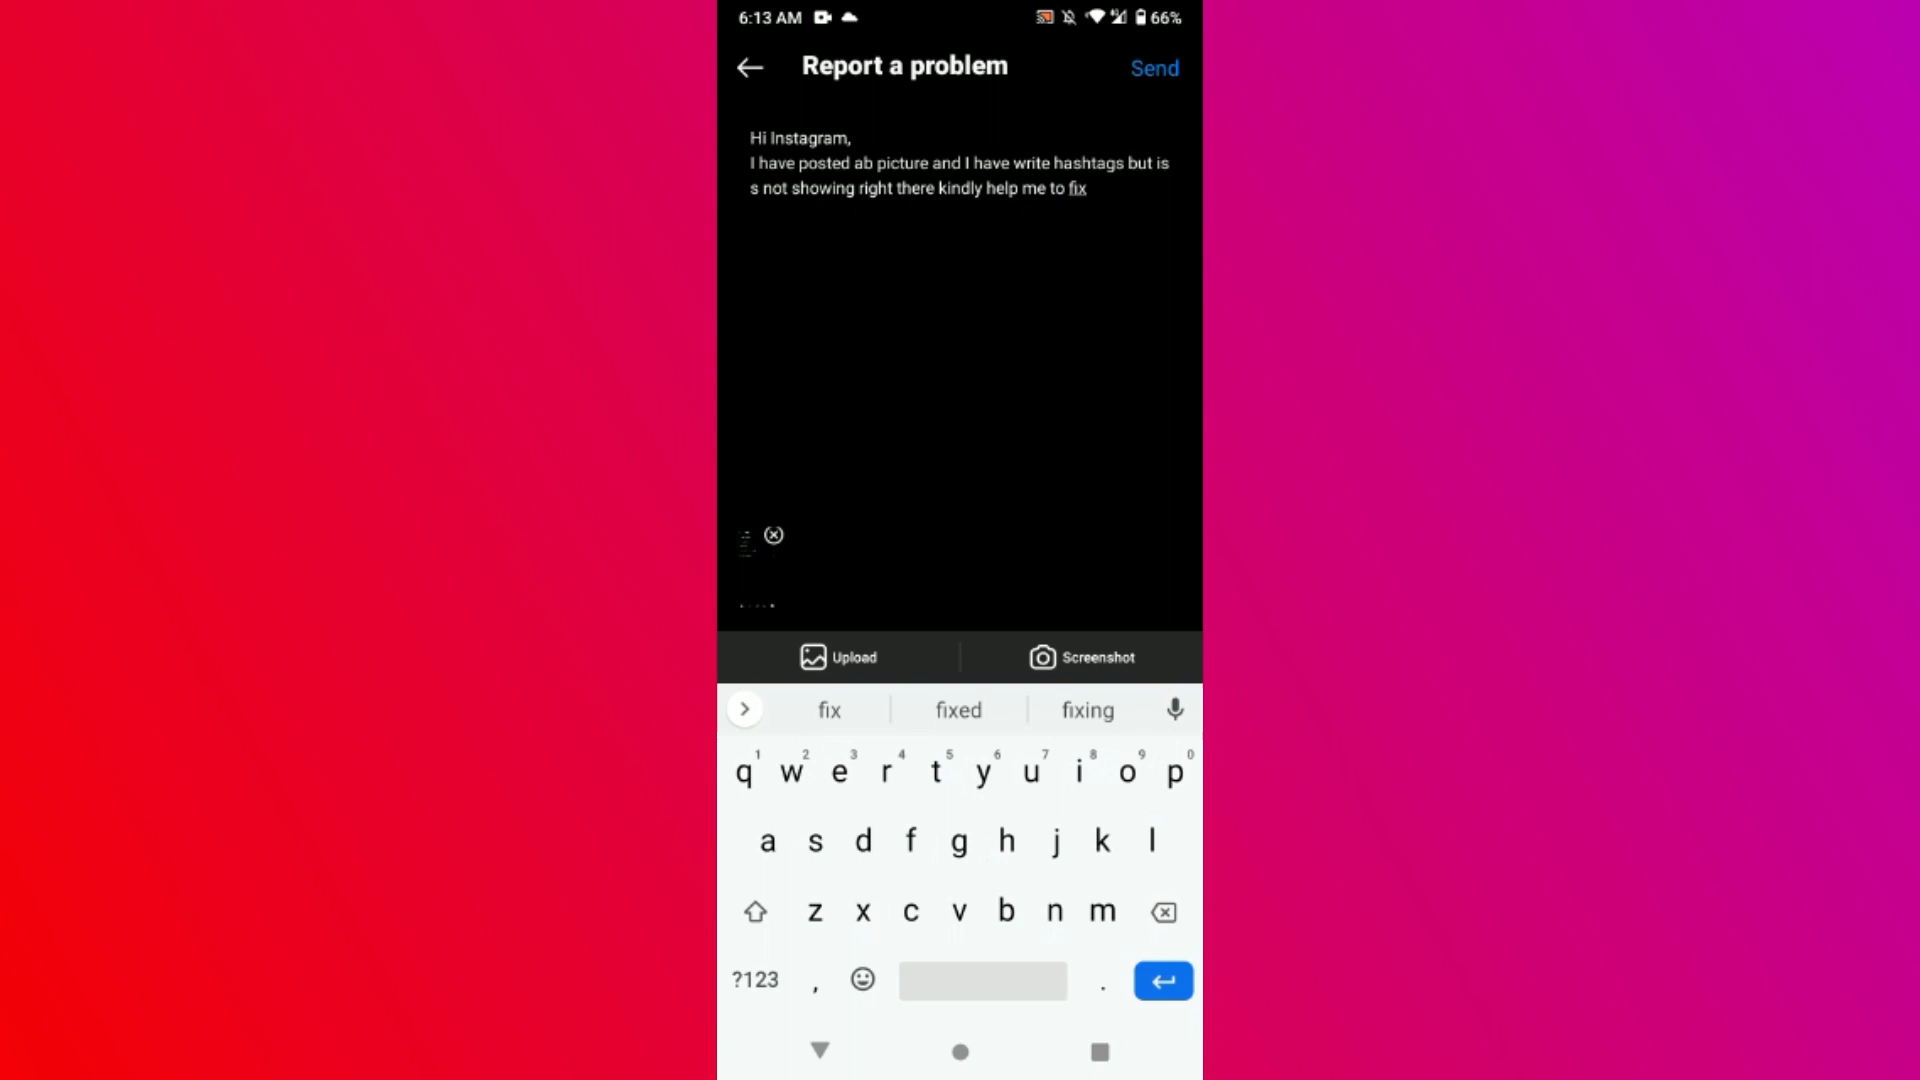 6:13 AM 66%
Report a problem Send
Hi Instagram,
I have posted ab picture and I have write hashtags but is
s not showing right there kindly help me to fix
Upload Screenshot
fix fixed fixing
1 2 3 4 5 6 7 8 9 0
q w e r t y u i o p
a s d f g h j k l
z x c v b n m
?123 , .